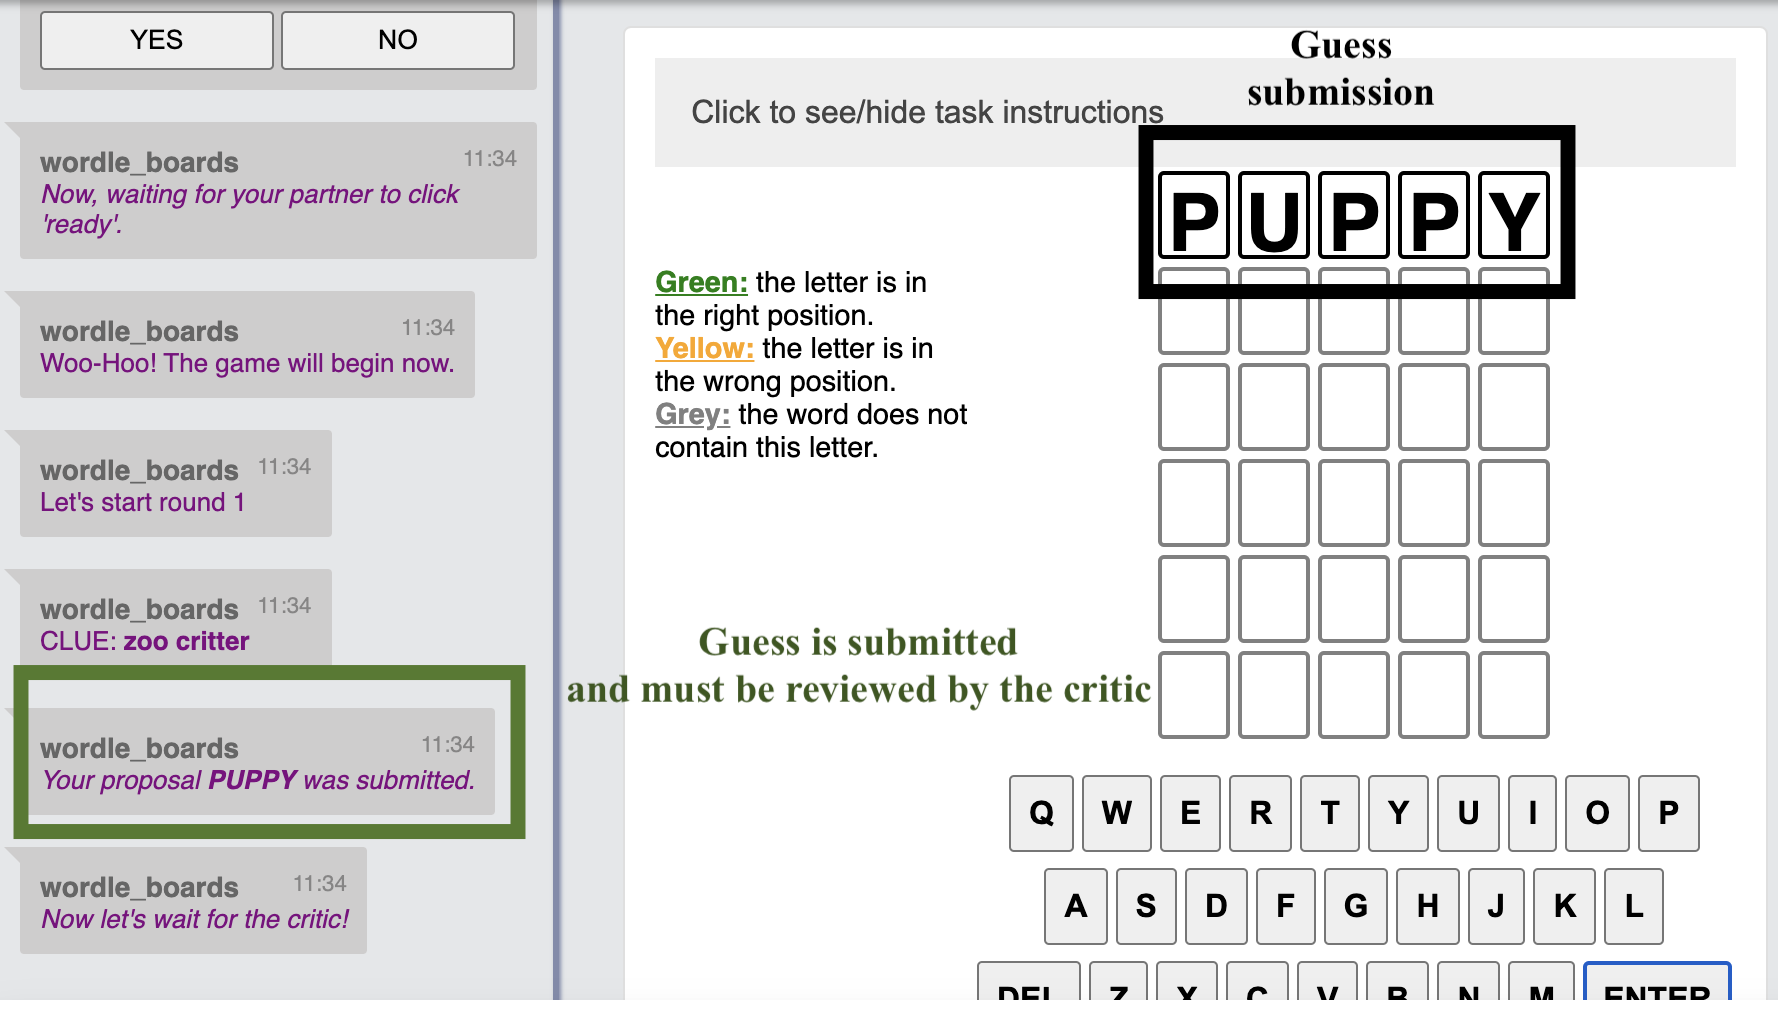 YES NO
wordle_boards 11:34
Now, waiting for your partner to click
'ready'.
wordle_boards 11:34
Woo-Hoo! The game will begin now.
wordle_boards 11:34
Let's start round 1
wordle_boards 11:34
CLUE: zoo critter
wordle_boards 11:34
Your proposal PUPPY was submitted.
wordle_boards 11:34
Now let's wait for the critic!
Guess
submission
Click to see/hide task instructions
PUPPY
Green: the letter is in
the right position.
Yellow: the letter is in
the wrong position.
Grey: the word does not
contain this letter.
Guess is submitted
and must be reviewed by the critic
Q W E R T Y U I O P
A S D F G H J K L
DEL Z X C V B N M ENTER